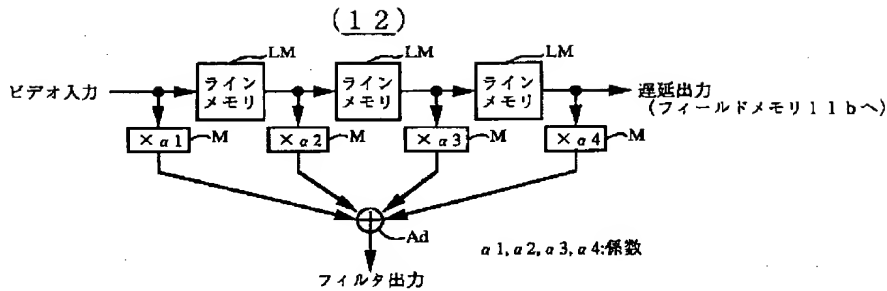 (12)
LM LM LM
ビデオ入力 ライン ライン ライン 遅延出力
メモリ メモリ メモリ (フィールドメモリ11bへ)
×α1 M ×α2 M ×α3 M ×α4 M
Ad
α1,α2,α3,α4:係数
フィルタ出力